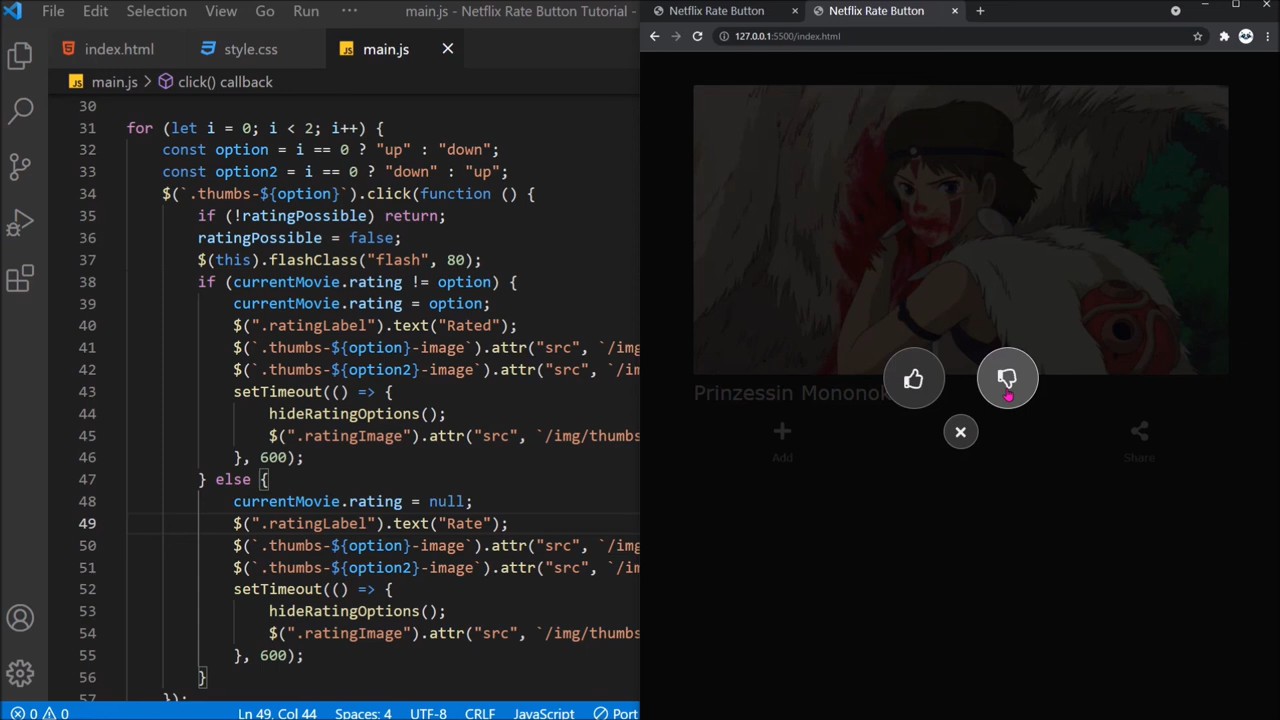 File Edit Selection View Go Run ··· main.js - Netflix Rate Button Tutorial -
index.html style.css JS main.js
JS main.js > click() callback
30
31 for (let i = 0; i < 2; i++) {
32 const option = i == 0 ? "up" : "down";
33 const option2 = i == 0 ? "down" : "up";
34 $(`.thumbs-${option}`).click(function () {
35 if (!ratingPossible) return;
36 ratingPossible = false;
37 $(this).flashClass("flash", 80);
38 if (currentMovie.rating != option) {
39 currentMovie.rating = option;
40 $(".ratingLabel").text("Rated");
41 $(`.thumbs-${option}-image`).attr("src", `/img
42 $(`.thumbs-${option2}-image`).attr("src", `/im
43 setTimeout(() => {
44 hideRatingOptions();
45 $(".ratingImage").attr("src", `/img/thumbs
46 }, 600);
47 } else {
48 currentMovie.rating = null;
49 $(".ratingLabel").text("Rate");
50 $(`.thumbs-${option}-image`).attr("src", `/img
51 $(`.thumbs-${option2}-image`).attr("src", `/im
52 setTimeout(() => {
53 hideRatingOptions();
54 $(".ratingImage").attr("src", `/img/thumbs
55 }, 600);
56 }
57 });
0 0 Ln 49, Col 44 Spaces: 4 UTF-8 CRLF JavaScript Port
Netflix Rate Button Netflix Rate Button
127.0.0.1:5500/index.html
Prinzessin Mononok
Add Share